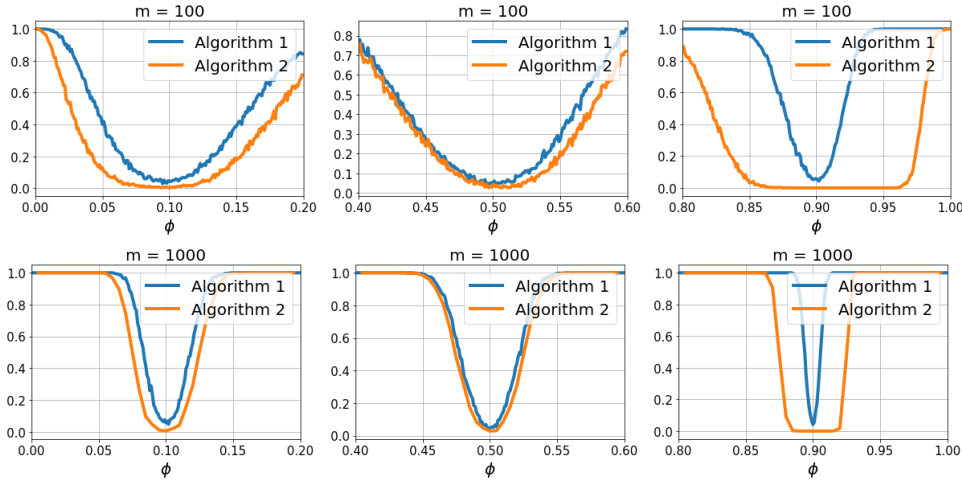 m = 100
1.0
0.8
0.6
0.4
0.2
0.0
Algorithm 1
Algorithm 2
0.00 0.05 0.10 0.15 0.20
ϕ
m = 100
0.8
0.7
0.6
0.5
0.4
0.3
0.2
0.1
0.0
Algorithm 1
Algorithm 2
0.40 0.45 0.50 0.55 0.60
ϕ
m = 100
1.0
0.8
0.6
0.4
0.2
0.0
Algorithm 1
Algorithm 2
0.80 0.85 0.90 0.95 1.00
ϕ
m = 1000
1.0
0.8
0.6
0.4
0.2
0.0
Algorithm 1
Algorithm 2
0.00 0.05 0.10 0.15 0.20
ϕ
m = 1000
1.0
0.8
0.6
0.4
0.2
0.0
Algorithm 1
Algorithm 2
0.40 0.45 0.50 0.55 0.60
ϕ
m = 1000
1.0
0.8
0.6
0.4
0.2
0.0
Algorithm 1
Algorithm 2
0.80 0.85 0.90 0.95 1.00
ϕ